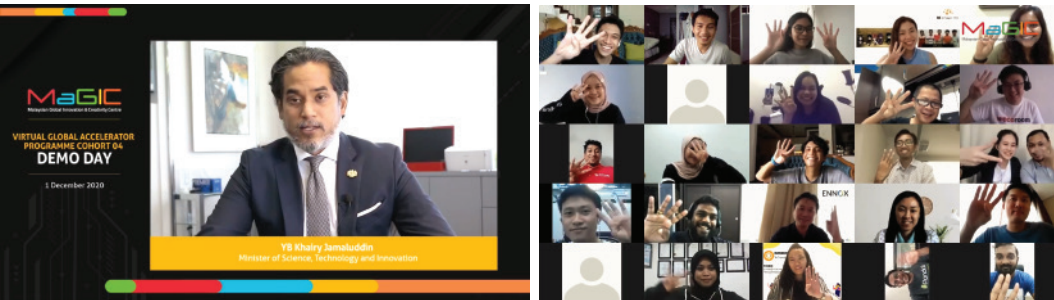 MaGIC
Malaysian Global Innovation & Creativity Centre
VIRTUAL GLOBAL ACCELERATOR
PROGRAMME COHORT 04
DEMO DAY
1 December 2020
YB Khairy Jamaluddin
Minister of Science, Technology and Innovation
MaGIC
ENNOX